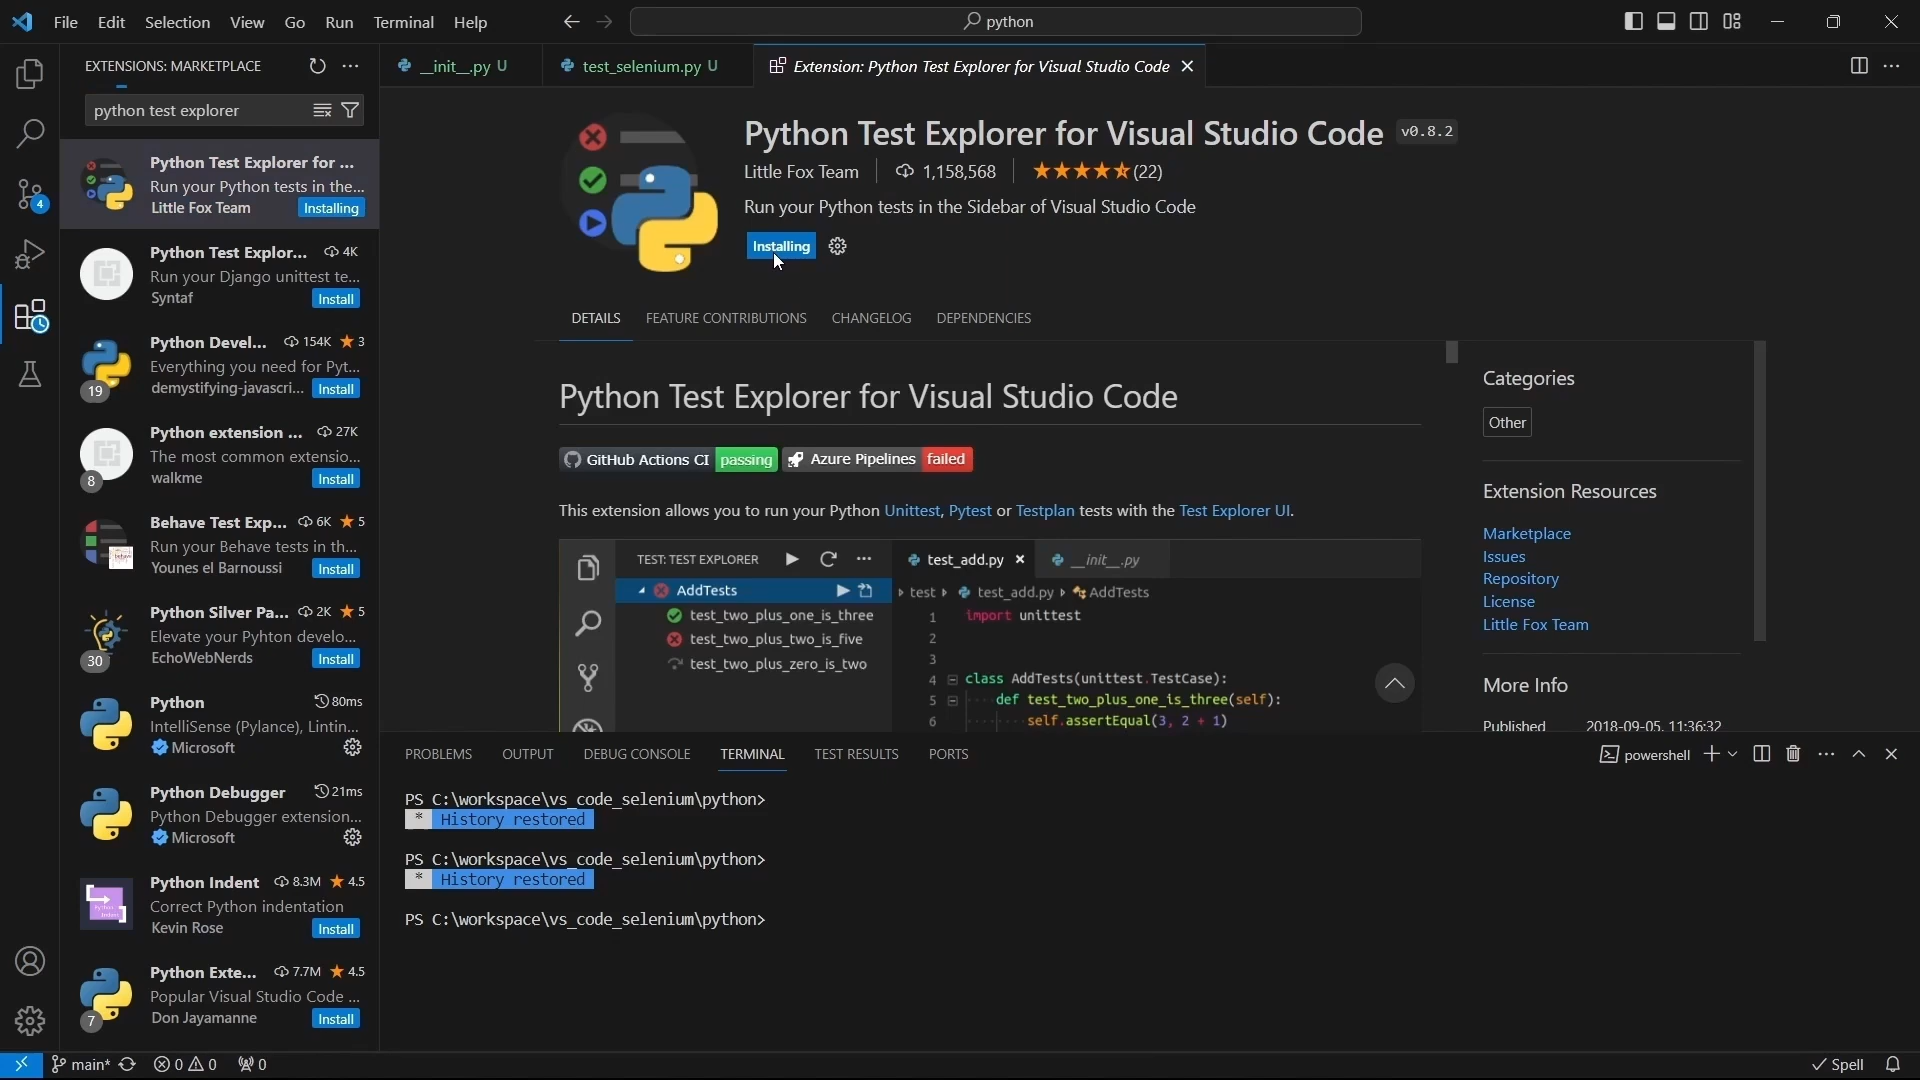 File Edit Selection View Go Run Terminal Help
python
EXTENSIONS: MARKETPLACE
python test explorer
Python Test Explorer for ...
Run your Python tests in the...
Little Fox Team Installing
Python Test Explor... 4K
Run your Django unittest te...
Syntaf Install
Python Devel... 154K 3
Everything you need for Pyt...
demystifying-javascri... Install
19
Python extension ... 27K
The most common extensio...
walkme Install
8
Behave Test Exp... 6K 5
Run your Behave tests in th...
Younes el Barnoussi Install
Python Silver Pa... 2K 5
Elevate your Pyhton develo...
EchoWebNerds Install
30
Python 80ms
IntelliSense (Pylance), Lintin...
Microsoft
Python Debugger 21ms
Python Debugger extension...
Microsoft
Python Indent 8.3M 4.5
Correct Python indentation
Kevin Rose Install
Python Exte... 7.7M 4.5
Popular Visual Studio Code ...
Don Jayamanne Install
7
4
__init__.py U
test_selenium.py U
Extension: Python Test Explorer for Visual Studio Code
Python Test Explorer for Visual Studio Code v0.8.2
Little Fox Team 1,158,568 (22)
Run your Python tests in the Sidebar of Visual Studio Code
Installing
DETAILS FEATURE CONTRIBUTIONS CHANGELOG DEPENDENCIES
Python Test Explorer for Visual Studio Code
GitHub Actions CI passing Azure Pipelines failed
This extension allows you to run your Python Unittest, Pytest or Testplan tests with the Test Explorer UI.
TEST: TEST EXPLORER
AddTests
test_two_plus_one_is_three
test_two_plus_two_is_five
test_two_plus_zero_is_two
test_add.py __init__.py
test test_add.py AddTests
1 import unittest
2
3
4 class AddTests(unittest.TestCase):
5 def test_two_plus_one_is_three(self):
6 self.assertEqual(3, 2 + 1)
Categories
Other
Extension Resources
Marketplace
Issues
Repository
License
Little Fox Team
More Info
Published 2018-09-05, 11:36:32
PROBLEMS OUTPUT DEBUG CONSOLE TERMINAL TEST RESULTS PORTS
powershell
PS C:\workspace\vs_code_selenium\python>
* History restored
PS C:\workspace\vs_code_selenium\python>
* History restored
PS C:\workspace\vs_code_selenium\python>
main* 0 0 0
Spell